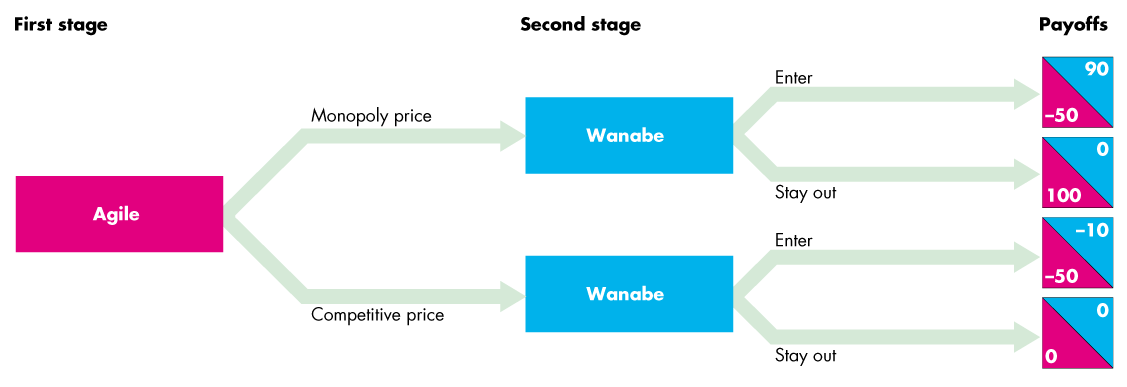 First stage
Second stage
Payoffs
Enter
90
Monopoly price
–50
Wanabe
0
Stay out
100
Agile
Enter
–10
–50
Wanabe
Competitive price
0
Stay out
0